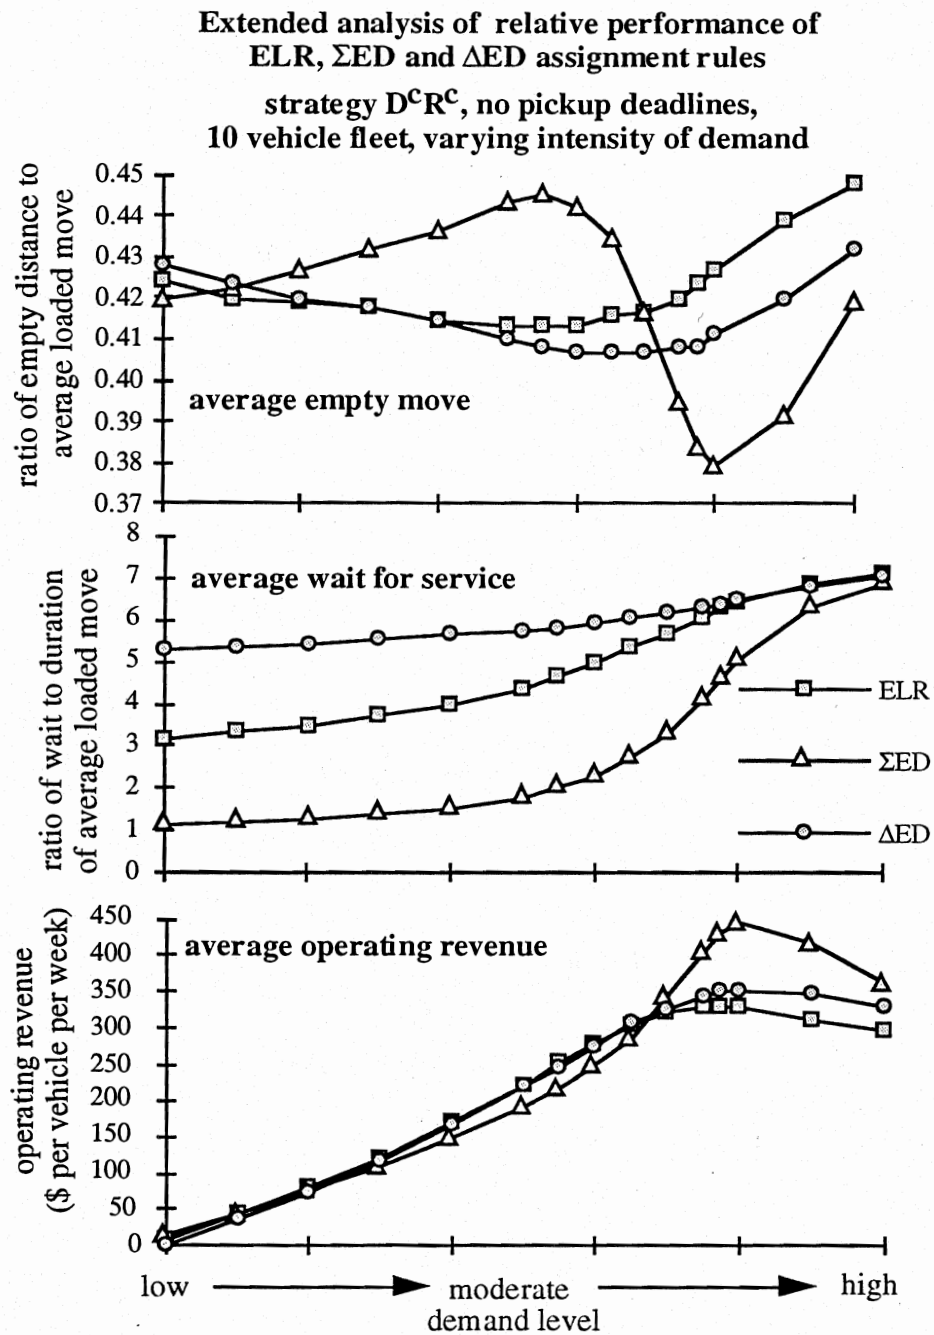 Extended analysis of relative performance of
ELR, ΣED and ΔED assignment rules
strategy DᶜRᶜ, no pickup deadlines,
10 vehicle fleet, varying intensity of demand
ratio of empty distance to
average loaded move
0.45
0.44
0.43
0.42
0.41
0.40
0.39
0.38
0.37
average empty move
ratio of wait to duration
of average loaded move
8
7
6
5
4
3
2
1
0
average wait for service
ELR
ΣED
ΔED
operating revenue
($ per vehicle per week)
450
400
350
300
250
200
150
100
50
0
average operating revenue
low
moderate
high
demand level